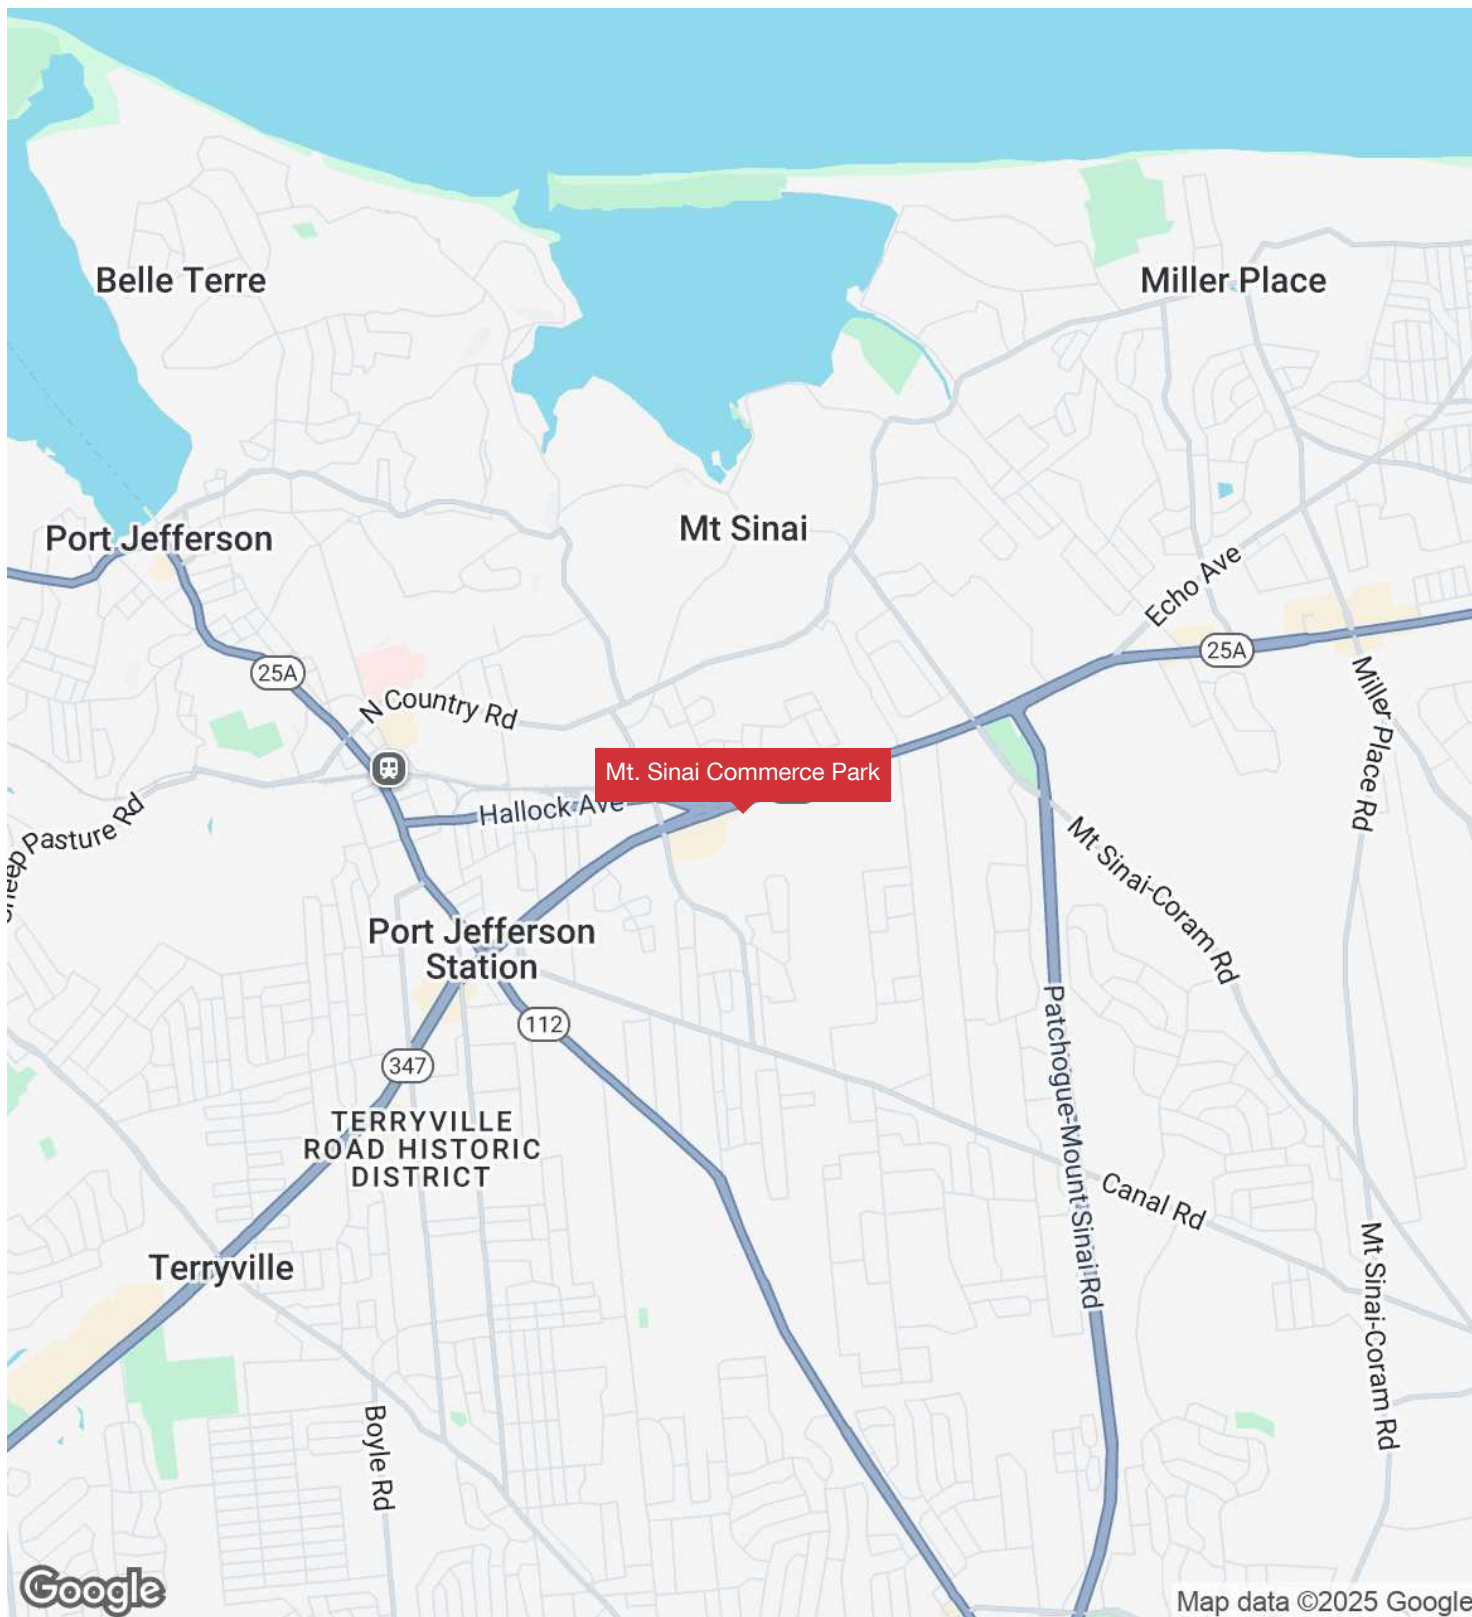 Belle Terre
Miller Place
Port Jefferson
Mt Sinai
Echo Ave
25A
25A
N Country Rd
Miller Place Rd
Mt. Sinai Commerce Park
Hallock Ave
Pasture Rd
Mt Sinai-Coram Rd
Port Jefferson
Station
112
347
Patchogue-Mount Sinai Rd
TERRYVILLE
ROAD HISTORIC
DISTRICT
Canal Rd
Terryville
Mt Sinai-Coram Rd
Boyle Rd
Google
Map data ©2025 Google